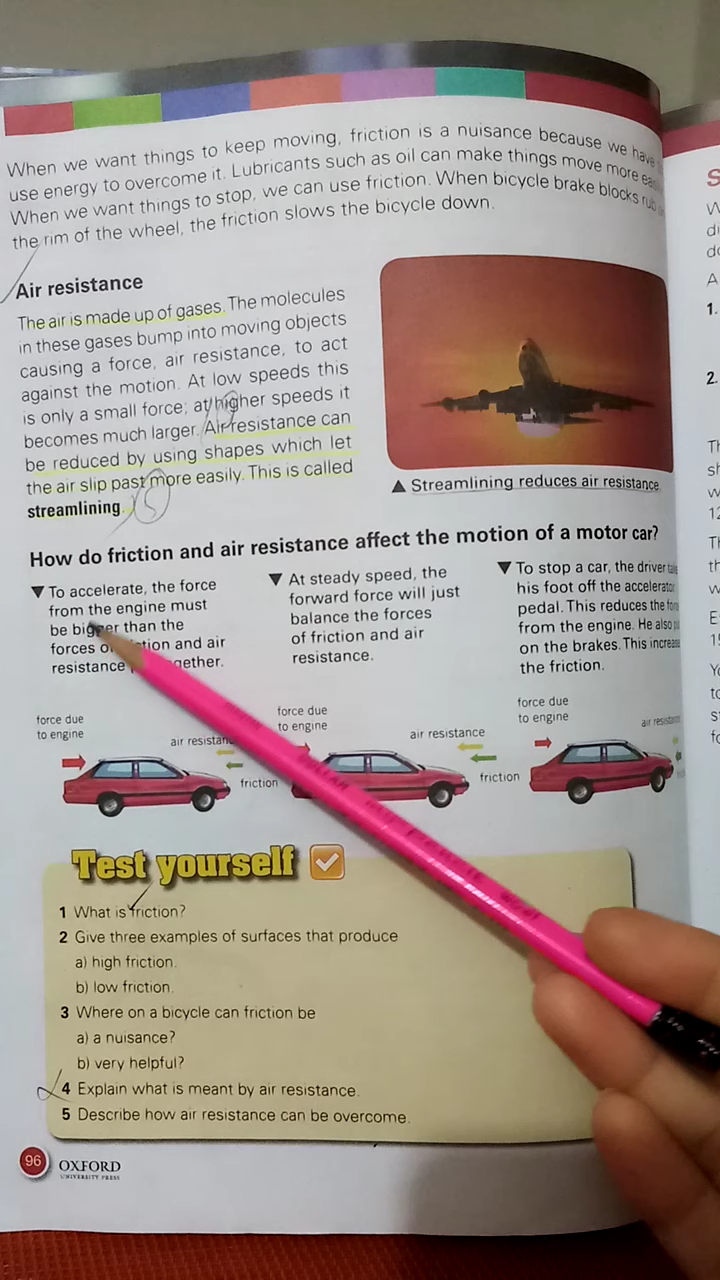 When we want things to keep moving, friction is a nuisance because we have
use energy to overcome it. Lubricants such as oil can make things move more
When we want things to stop, we can use friction. When bicycle brake blocks rub
the rim of the wheel, the friction slows the bicycle down.
Air resistance
The air is made up of gases. The molecules
in these gases bump into moving objects
causing a force, air resistance, to act
against the motion. At low speeds this
is only a small force; at higher speeds it
becomes much larger. Air resistance can
be reduced by using shapes which let
the air slip past more easily. This is called
streamlining.
▲ Streamlining reduces air resistance
How do friction and air resistance affect the motion of a motor car?
▼ To accelerate, the force
from the engine must
be bigger than the
forces and air
resistance
▼ At steady speed, the
forward force will just
balance the forces
of friction and air
resistance.
▼ To stop a car, the driver
his foot off the accelerator
pedal. This reduces the
from the engine. He also
on the brakes. This
the friction.
force due
to engine
air
friction
force due
to engine
air resistance
friction
force due
to engine
air
Test yourself
1 What is friction?
2 Give three examples of surfaces that produce
a) high friction.
b) low friction.
3 Where on a bicycle can friction be
a) a nuisance?
b) very helpful?
4 Explain what is meant by air resistance.
5 Describe how air resistance can be overcome.
96 OXFORD
UNIVERSITY PRESS
1.
2.